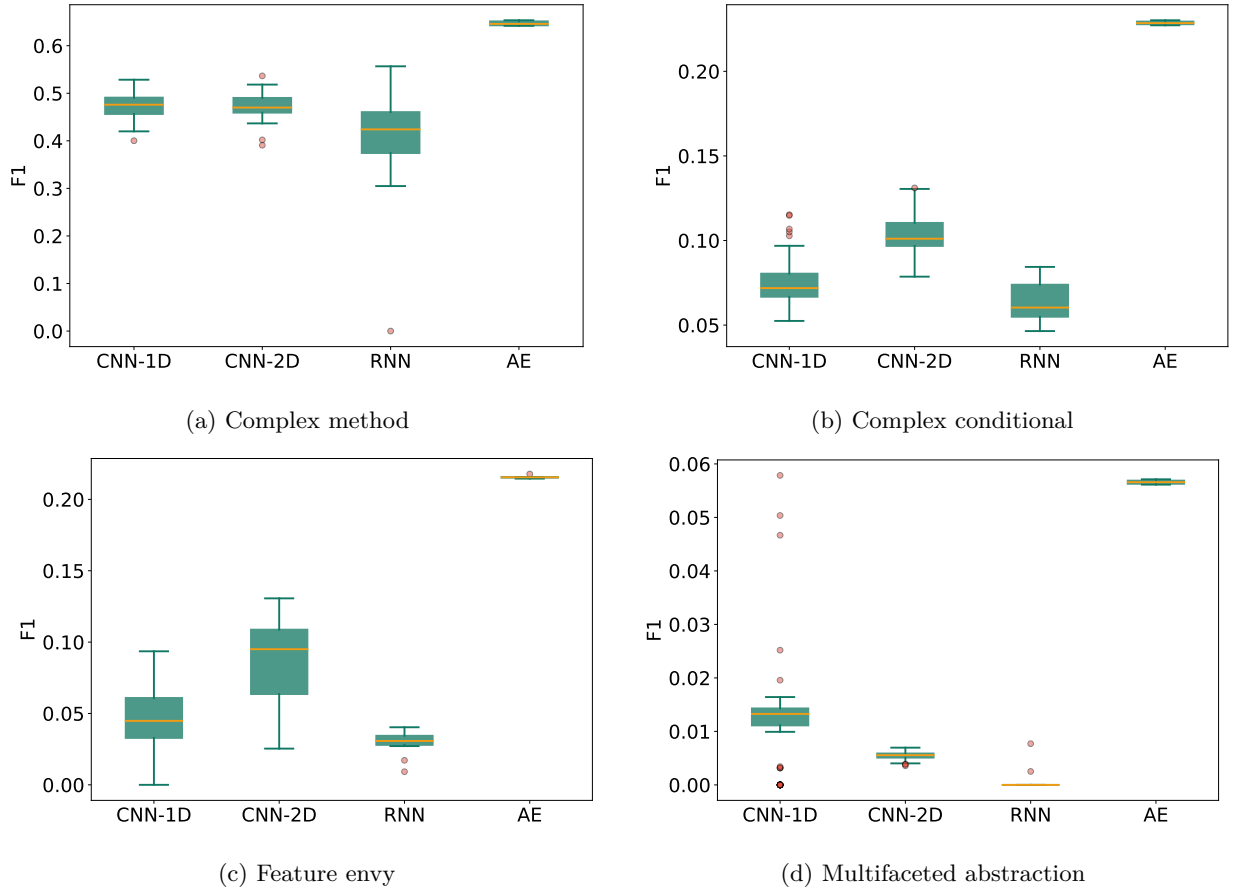 F1
0.6
0.5
0.4
0.3
0.2
0.1
0.0
CNN-1D CNN-2D RNN AE
(a) Complex method
F1
0.20
0.15
0.10
0.05
CNN-1D CNN-2D RNN AE
(b) Complex conditional
F1
0.20
0.15
0.10
0.05
0.00
CNN-1D CNN-2D RNN AE
(c) Feature envy
F1
0.06
0.05
0.04
0.03
0.02
0.01
0.00
CNN-1D CNN-2D RNN AE
(d) Multifaceted abstraction